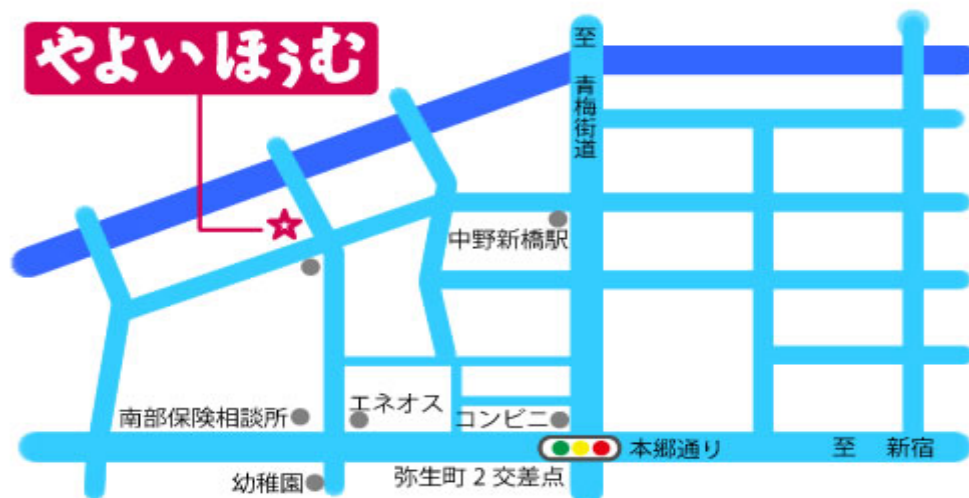 やよいほぅむ
至 青梅街道
中野新橋駅
南部保険相談所
エネオス
コンビニ
本郷通り
至 新宿
幼稚園
弥生町2交差点